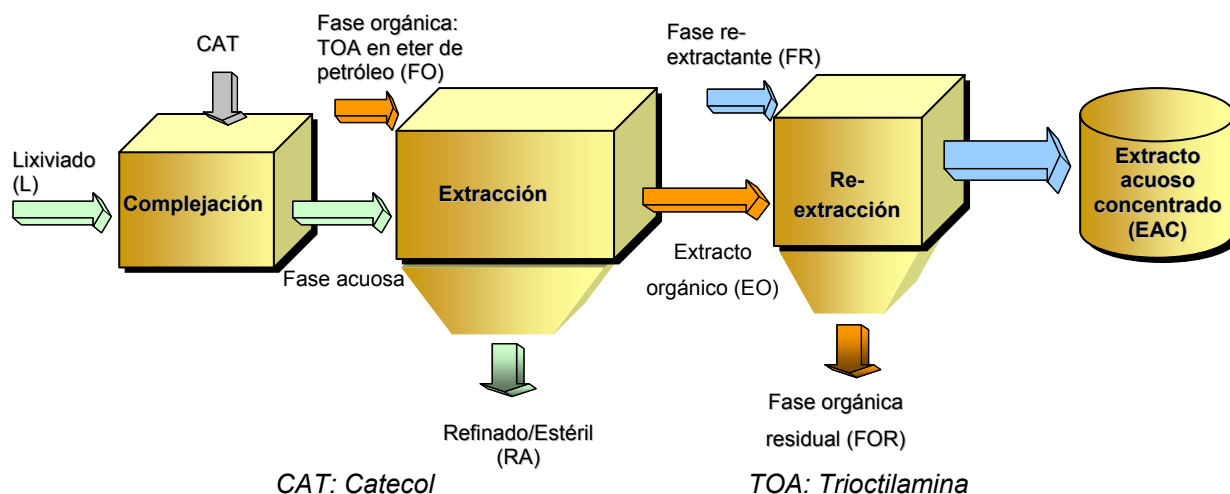 CAT
Fase orgánica:
TOA en eter de
petróleo (FO)
Fase re-
extractante (FR)
Lixiviado
(L)
Complejación
Extracción
Re-
extracción
Extracto
acuoso
concentrado
(EAC)
Fase acuosa
Extracto
orgánico (EO)
Refinado/Estéril
(RA)
Fase orgánica
residual (FOR)
CAT: Catecol
TOA: Trioctilamina